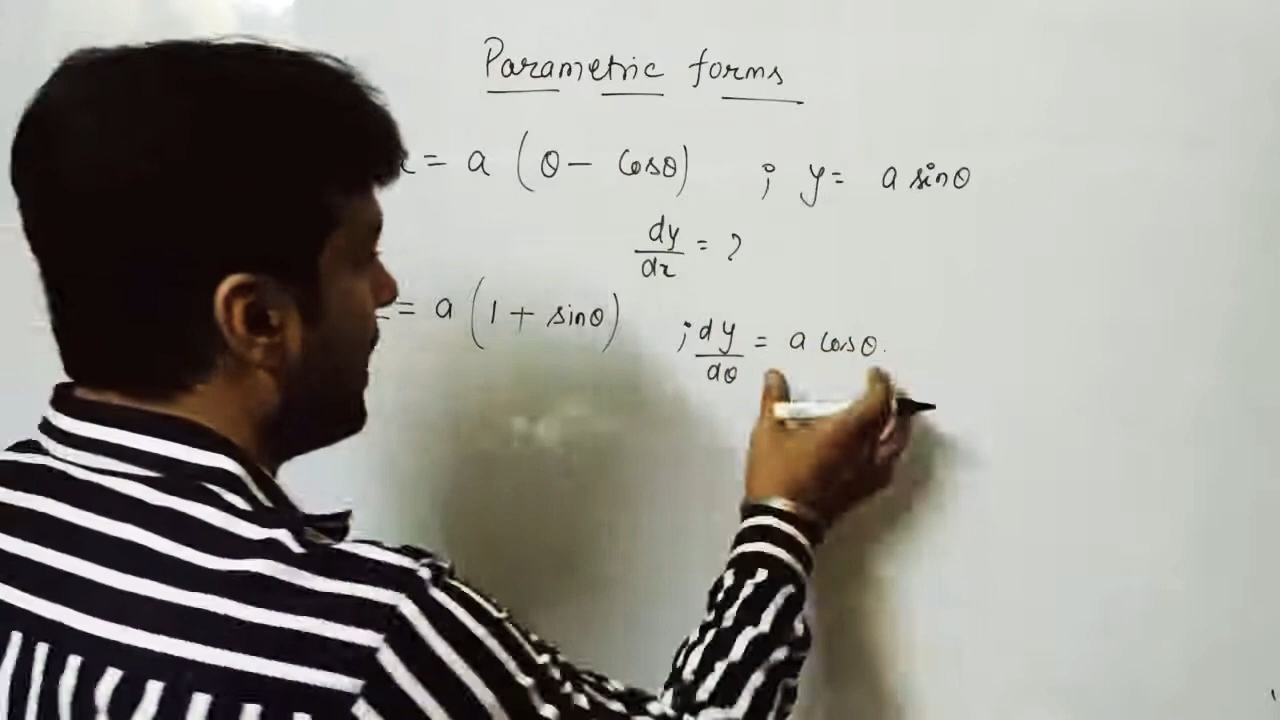 Parametric forms
x = a (θ - cosθ) ; y = a sinθ
dy/dx = ?
= a (1 + sinθ) ; dy/dθ = a cosθ.